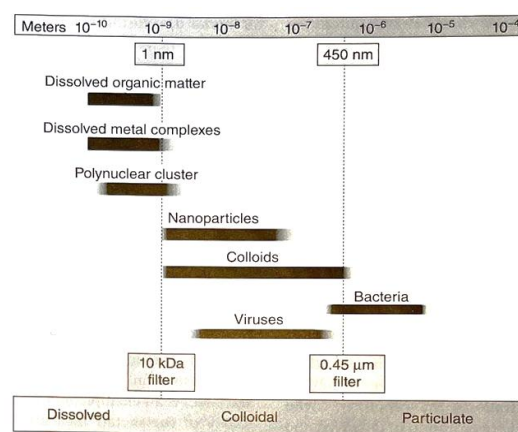 Meters 10⁻¹⁰ 10⁻⁹ 10⁻⁸ 10⁻⁷ 10⁻⁶ 10⁻⁵ 10⁻⁴
1 nm 450 nm
Dissolved organic matter
Dissolved metal complexes
Polynuclear cluster
Nanoparticles
Colloids
Bacteria
Viruses
10 kDa 0.45 μm
filter filter
Dissolved Colloidal Particulate